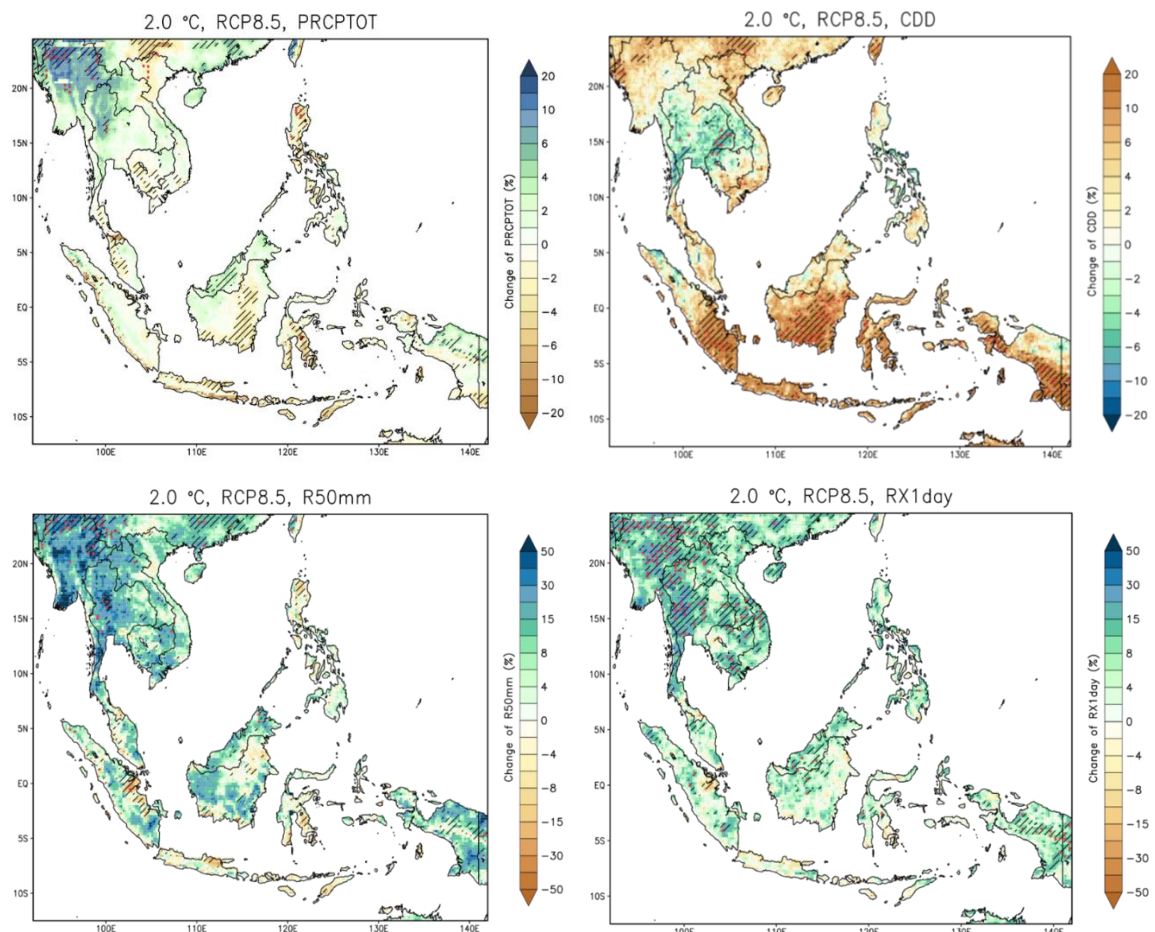 2.0 °C, RCP8.5, PRCPTOT
20N
15N
10N
5N
EQ
5S
10S
100E
110E
120E
130E
140E
20
10
6
4
2
0
−2
−4
−6
−10
−20
Change of PRCPTOT (%)
2.0 °C, RCP8.5, CDD
20N
15N
10N
5N
EQ
5S
10S
100E
110E
120E
130E
140E
20
10
6
4
2
0
−2
−4
−6
−10
−20
Change of CDD (%)
2.0 °C, RCP8.5, R50mm
20N
15N
10N
5N
EQ
5S
10S
100E
110E
120E
130E
140E
50
30
15
8
4
0
−4
−8
−15
−30
−50
Change of R50mm (%)
2.0 °C, RCP8.5, RX1day
20N
15N
10N
5N
EQ
5S
10S
100E
110E
120E
130E
140E
50
30
15
8
4
0
−4
−8
−15
−30
−50
Change of RX1day (%)